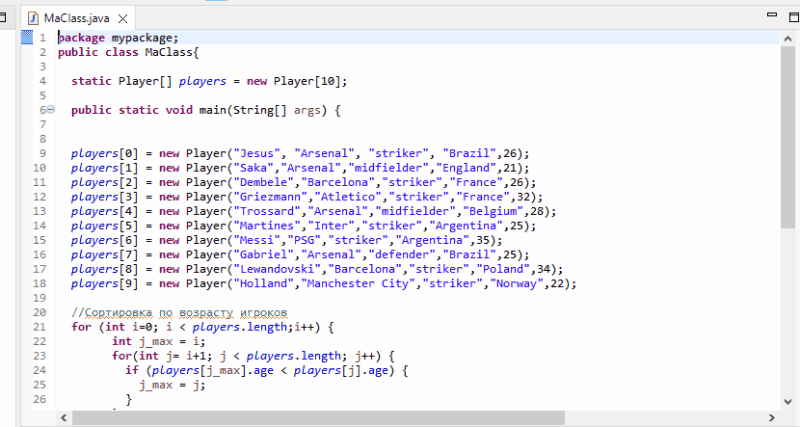 MaClass.java
1 package mypackage;
2 public class MaClass{
3
4 static Player[] players = new Player[10];
5
6 public static void main(String[] args) {
7
8
9 players[0] = new Player("Jesus", "Arsenal", "striker", "Brazil",26);
10 players[1] = new Player("Saka","Arsenal","midfielder","England",21);
11 players[2] = new Player("Dembele","Barcelona","striker","France",26);
12 players[3] = new Player("Griezmann","Atletico","striker","France",32);
13 players[4] = new Player("Trossard","Arsenal","midfielder","Belgium",28);
14 players[5] = new Player("Martines","Inter","striker","Argentina",25);
15 players[6] = new Player("Messi","PSG","striker","Argentina",35);
16 players[7] = new Player("Gabriel","Arsenal","defender","Brazil",25);
17 players[8] = new Player("Lewandovski","Barcelona","striker","Poland",34);
18 players[9] = new Player("Holland","Manchester City","striker","Norway",22);
19
20 //Сортировка по возрасту игроков
21 for (int i=0; i < players.length;i++) {
22 int j_max = i;
23 for(int j= i+1; j < players.length; j++) {
24 if (players[j_max].age < players[j].age) {
25 j_max = j;
26 }